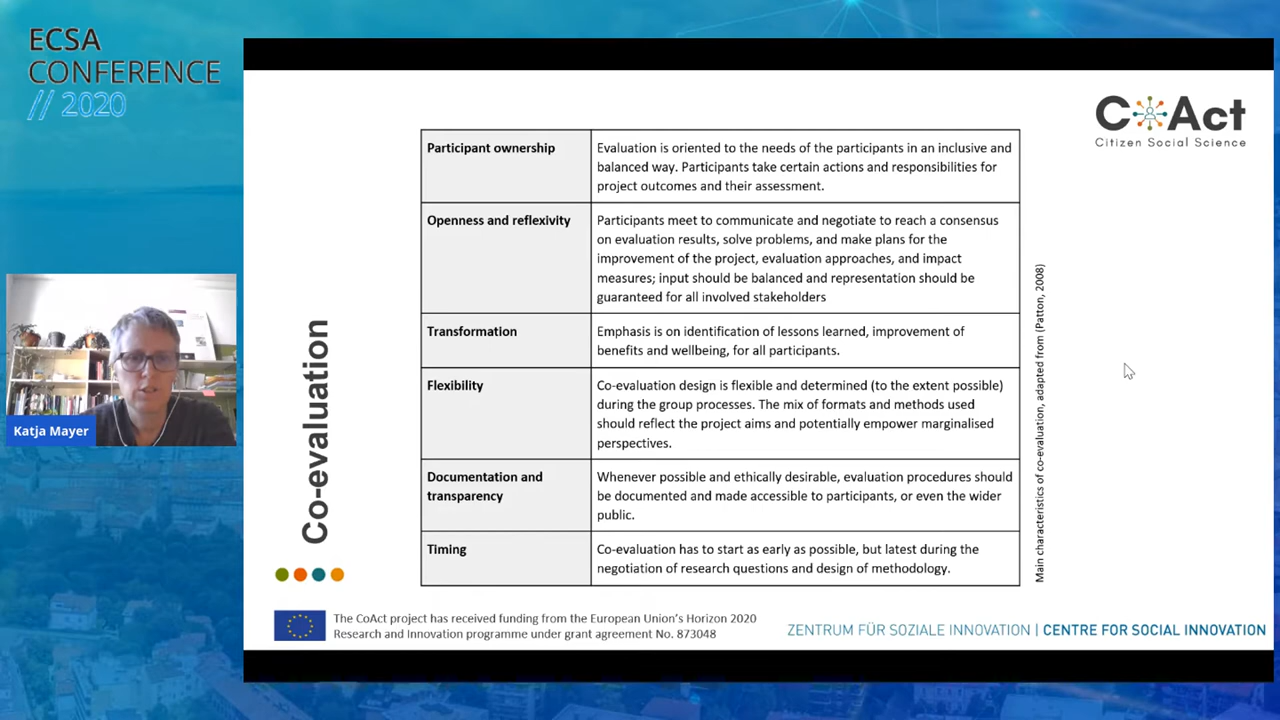 ECSA
CONFERENCE
// 2020
C Act
Citizen Social Science
Participant ownership
Evaluation is oriented to the needs of the participants in an inclusive and
balanced way. Participants take certain actions and responsibilities for
project outcomes and their assessment.
Openness and reflexivity
Participants meet to communicate and negotiate to reach a consensus
on evaluation results, solve problems, and make plans for the
improvement of the project, evaluation approaches, and impact
measures; input should be balanced and representation should be
guaranteed for all involved stakeholders
Transformation
Emphasis is on identification of lessons learned, improvement of
benefits and wellbeing, for all participants.
Flexibility
Co-evaluation design is flexible and determined (to the extent possible)
during the group processes. The mix of formats and methods used
should reflect the project aims and potentially empower marginalised
perspectives.
Documentation and
transparency
Whenever possible and ethically desirable, evaluation procedures should
be documented and made accessible to participants, or even the wider
public.
Timing
Co-evaluation has to start as early as possible, but latest during the
negotiation of research questions and design of methodology.
Co-evaluation
Main characteristics of co-evaluation, adapted from (Patton, 2008)
Katja Mayer
The CoAct project has received funding from the European Union's Horizon 2020
Research and Innovation programme under grant agreement No. 873048
ZENTRUM FÜR SOZIALE INNOVATION | CENTRE FOR SOCIAL INNOVATION